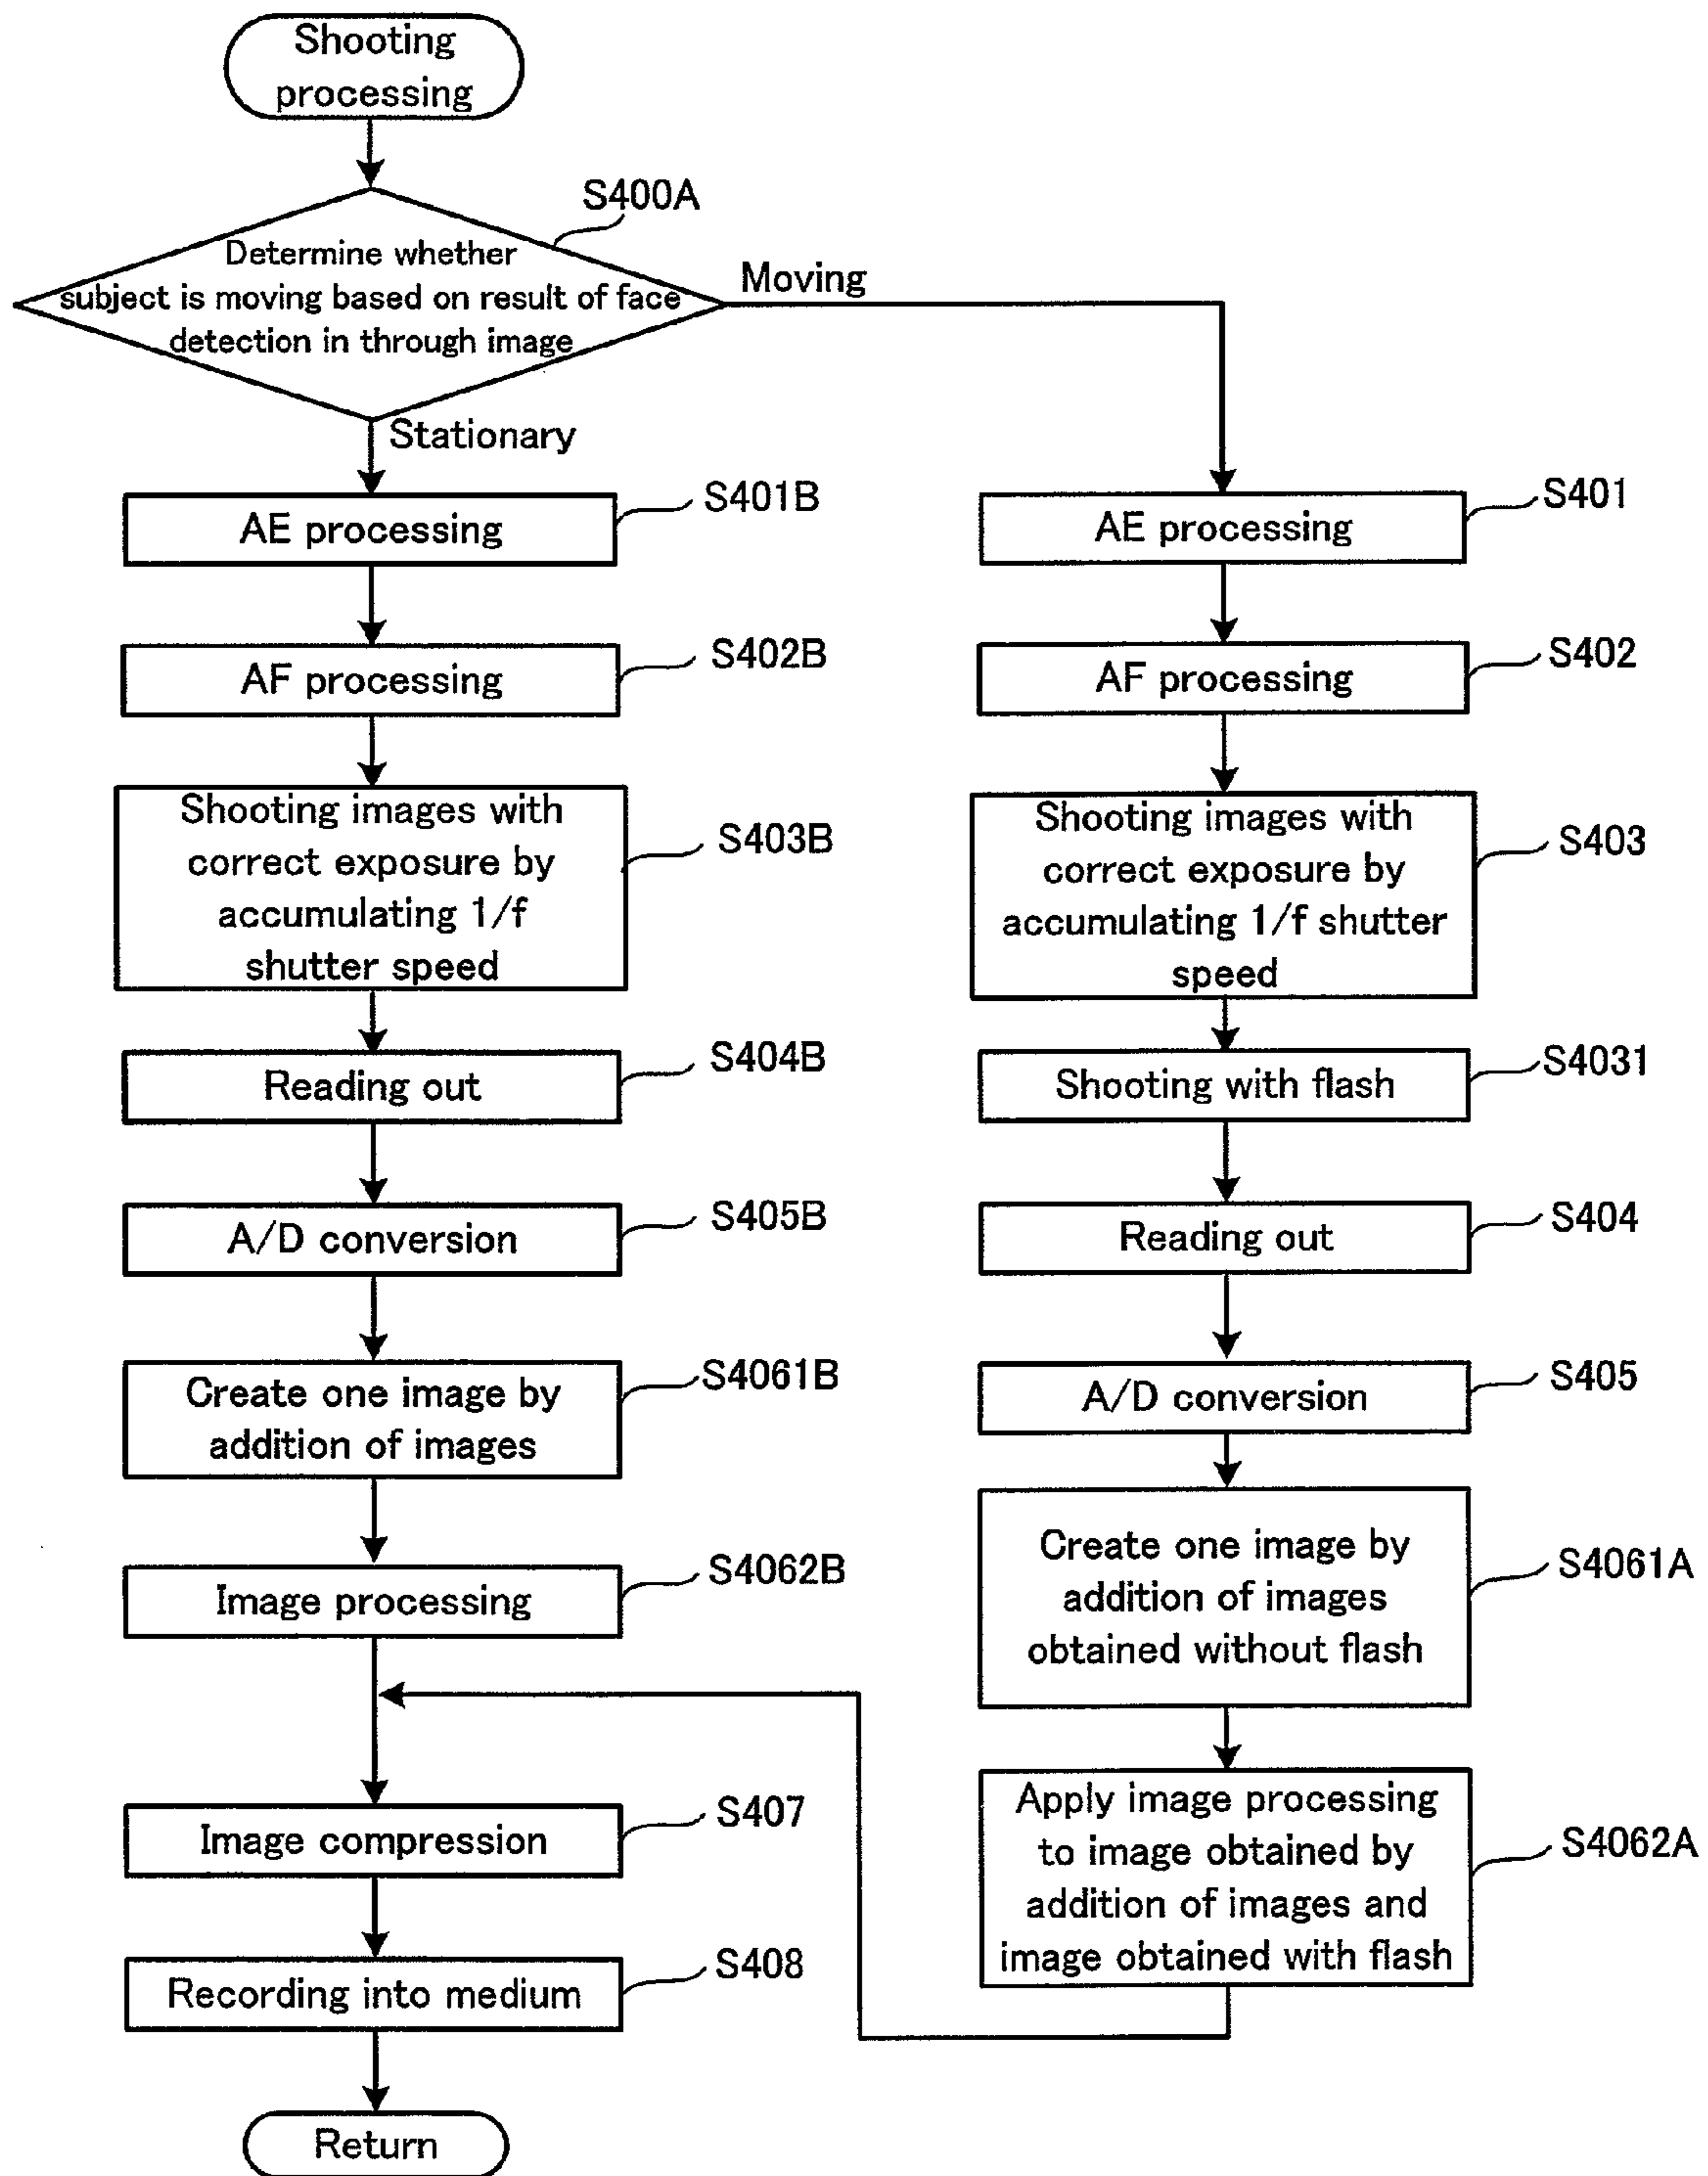 Shooting
processing
S400A
Determine whether
subject is moving based on result of face
detection in through image
Moving
Stationary
S401B
AE processing
S402B
AF processing
Shooting images with
correct exposure by
accumulating 1/f
shutter speed
S403B
Reading out
S404B
A/D conversion
S405B
Create one image by
addition of images
S4061B
Image processing
S4062B
Image compression
S407
Recording into medium
S408
Return
AE processing
S401
AF processing
S402
Shooting images with
correct exposure by
accumulating 1/f shutter
speed
S403
Shooting with flash
S4031
Reading out
S404
A/D conversion
S405
Create one image by
addition of images
obtained without flash
S4061A
Apply image processing
to image obtained by
addition of images and
image obtained with flash
S4062A